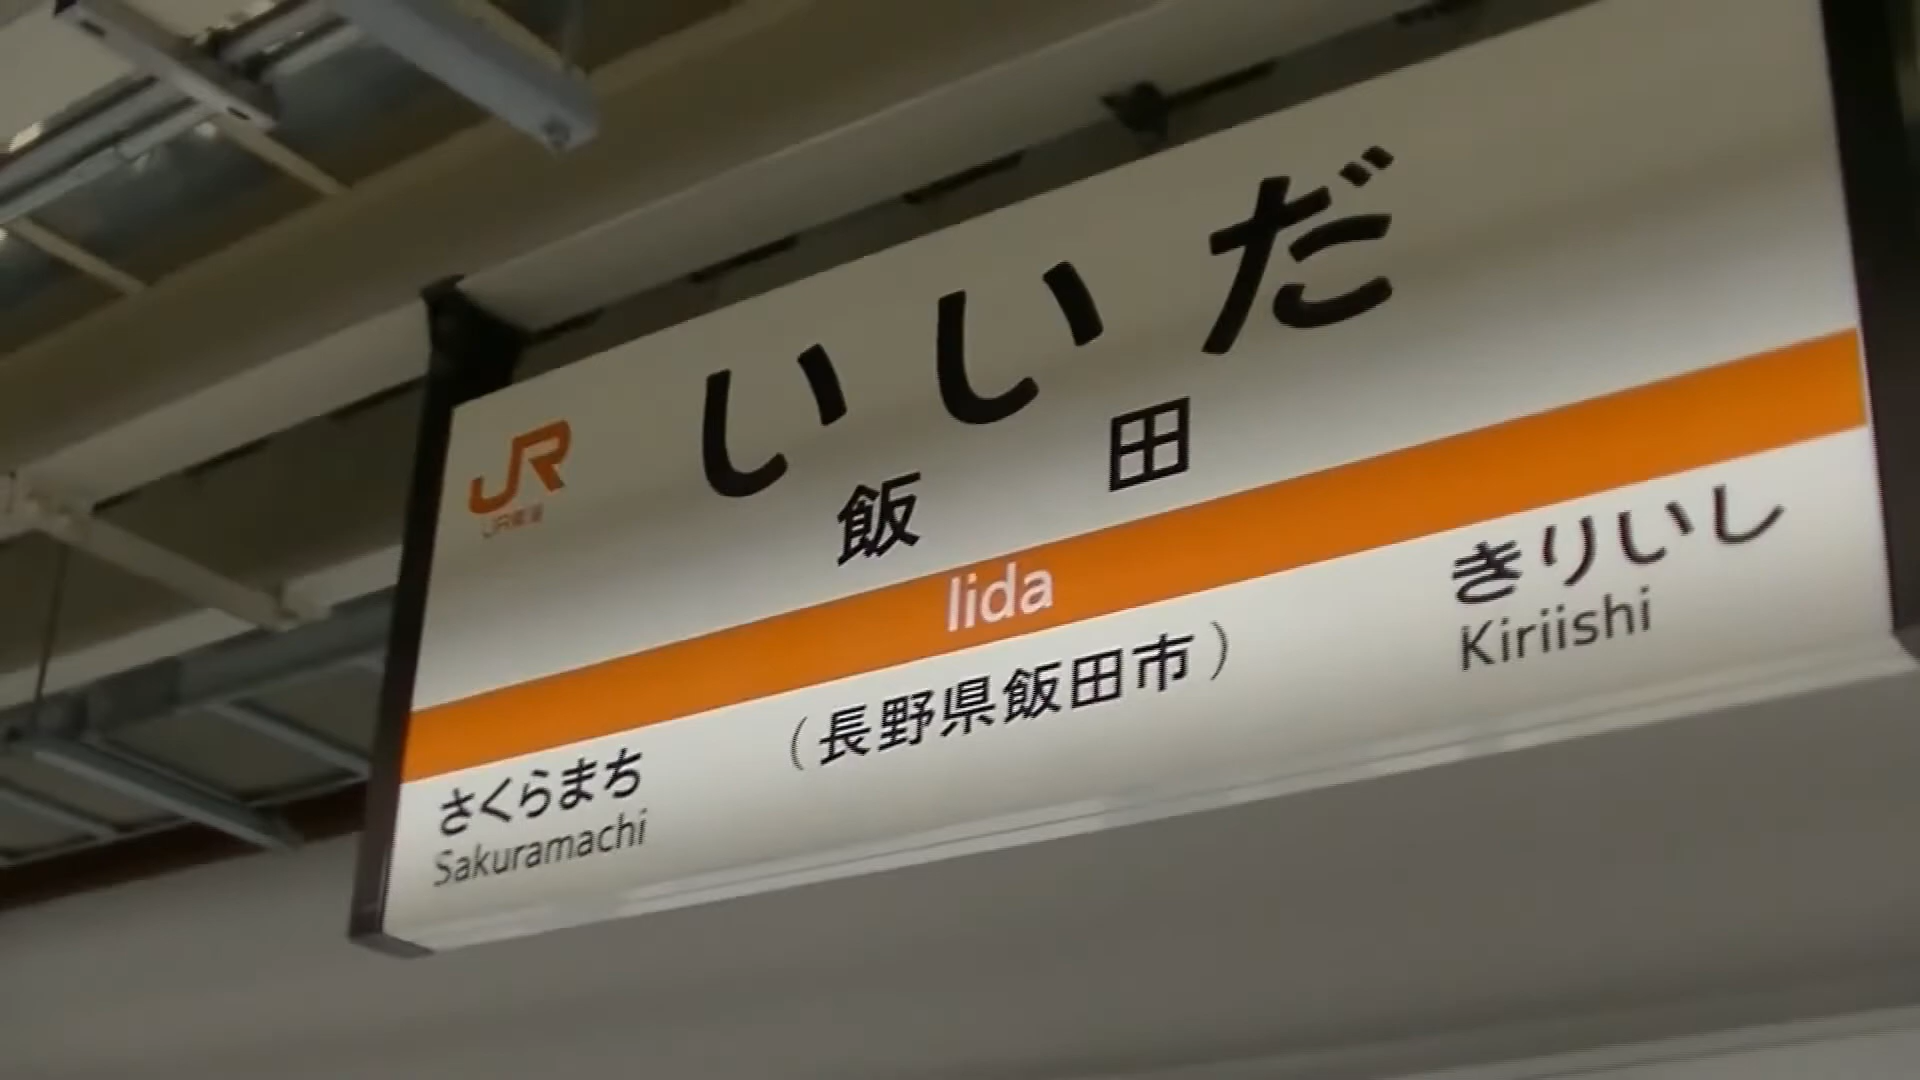 いいだ
JR
JR東海
飯田
Iida
きりいし
Kiriishi
(長野県飯田市)
さくらまち
Sakuramachi